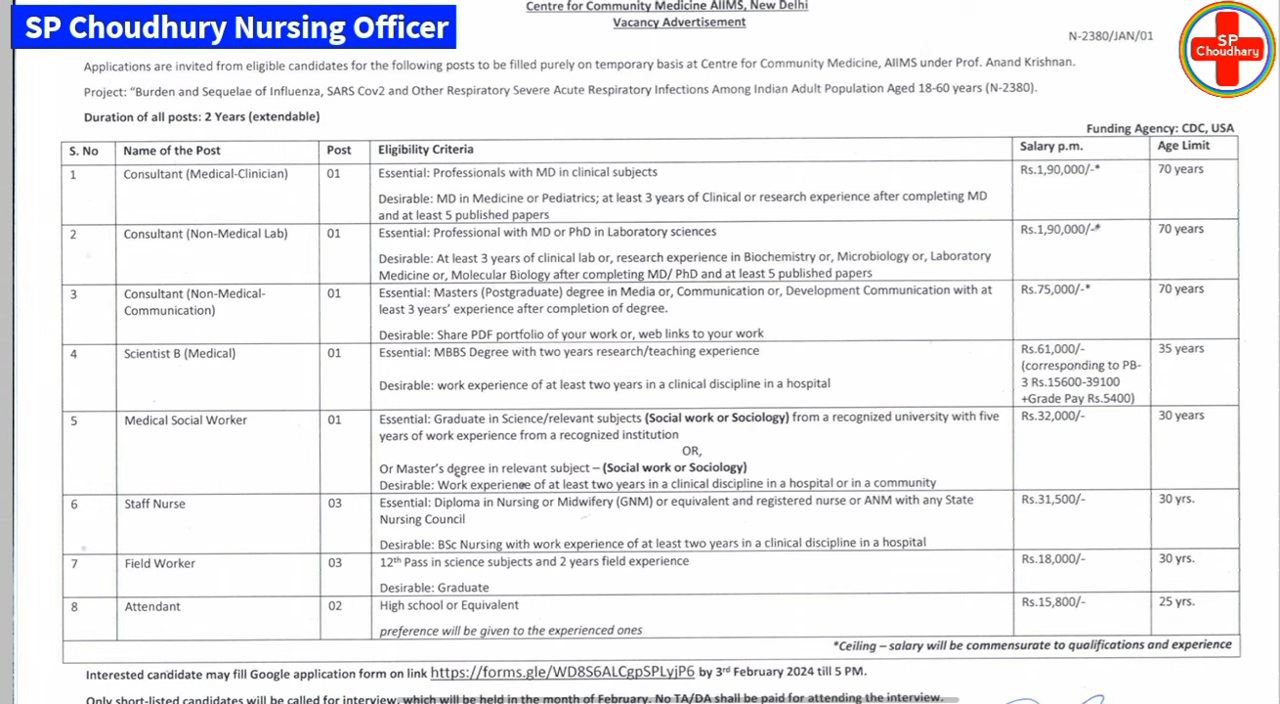 Centre for Community Medicine AIIMS, New Delhi
SP Choudhury Nursing Officer
Vacancy Advertisement
N-2380/JAN/01
SP
Choudhary
Applications are invited from eligible candidates for the following posts to be filled purely on temporary basis at Centre for Community Medicine, AIIMS under Prof. Anand Krishnan.
Project: "Burden and Sequelae of Influenza, SARS Cov2 and Other Respiratory Severe Acute Respiratory Infections Among Indian Adult Population Aged 18-60 years (N-2380).
Duration of all posts: 2 Years (extendable)
Funding Agency: CDC, USA
S. No Name of the Post Post Eligibility Criteria Salary p.m. Age Limit
1 Consultant (Medical-Clinician) 01 Essential: Professionals with MD in clinical subjects Rs.1,90,000/-* 70 years
Desirable: MD in Medicine or Pediatrics; at least 3 years of Clinical or research experience after completing MD
and at least 5 published papers
2 Consultant (Non-Medical Lab) 01 Essential: Professional with MD or PhD in Laboratory sciences Rs.1,90,000/-* 70 years
Desirable: At least 3 years of clinical lab or, research experience in Biochemistry or, Microbiology or, Laboratory
Medicine or, Molecular Biology after completing MD/ PhD and at least 5 published papers
3 Consultant (Non-Medical- 01 Essential: Masters (Postgraduate) degree in Media or, Communication or, Development Communication with at Rs.75,000/-* 70 years
Communication) least 3 years' experience after completion of degree.
Desirable: Share PDF portfolio of your work or, web links to your work
4 Scientist B (Medical) 01 Essential: MBBS Degree with two years research/teaching experience Rs.61,000/- 35 years
(corresponding to PB-
Desirable: work experience of at least two years in a clinical discipline in a hospital 3 Rs.15600-39100
+Grade Pay Rs.5400)
5 Medical Social Worker 01 Essential: Graduate in Science/relevant subjects (Social work or Sociology) from a recognized university with five Rs.32,000/- 30 years
years of work experience from a recognized institution
OR,
Or Master's degree in relevant subject – (Social work or Sociology)
Desirable: Work experience of at least two years in a clinical discipline in a hospital or in a community
6 Staff Nurse 03 Essential: Diploma in Nursing or Midwifery (GNM) or equivalent and registered nurse or ANM with any State Rs.31,500/- 30 yrs.
Nursing Council
Desirable: BSc Nursing with work experience of at least two years in a clinical discipline in a hospital
7 Field Worker 03 12th Pass in science subjects and 2 years field experience Rs.18,000/- 30 yrs.
Desirable: Graduate
8 Attendant 02 High school or Equivalent Rs.15,800/- 25 yrs.
preference will be given to the experienced ones
*Ceiling – salary will be commensurate to qualifications and experience
Interested candidate may fill Google application form on link https://forms.gle/WD8S6ALCgpSPLyjP6 by 3rd February 2024 till 5 PM.
Only short-listed candidates will be called for interview, which will be held in the month of February. No TA/DA shall be paid for attending the interview.